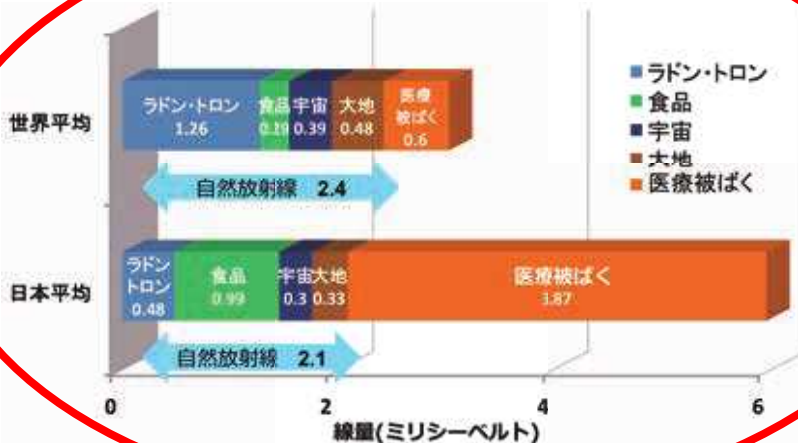 世界平均
ラドン・トロン
1.26
食品
0.29
宇宙
0.39
大地
0.48
医療
被ばく
0.6
自然放射線 2.4
日本平均
ラドン
トロン
0.48
食品
0.99
宇宙
0.3
大地
0.33
医療被ばく
3.87
自然放射線 2.1
0 2 4 6
線量(ミリシーベルト)
ラドン・トロン
食品
宇宙
大地
医療被ばく